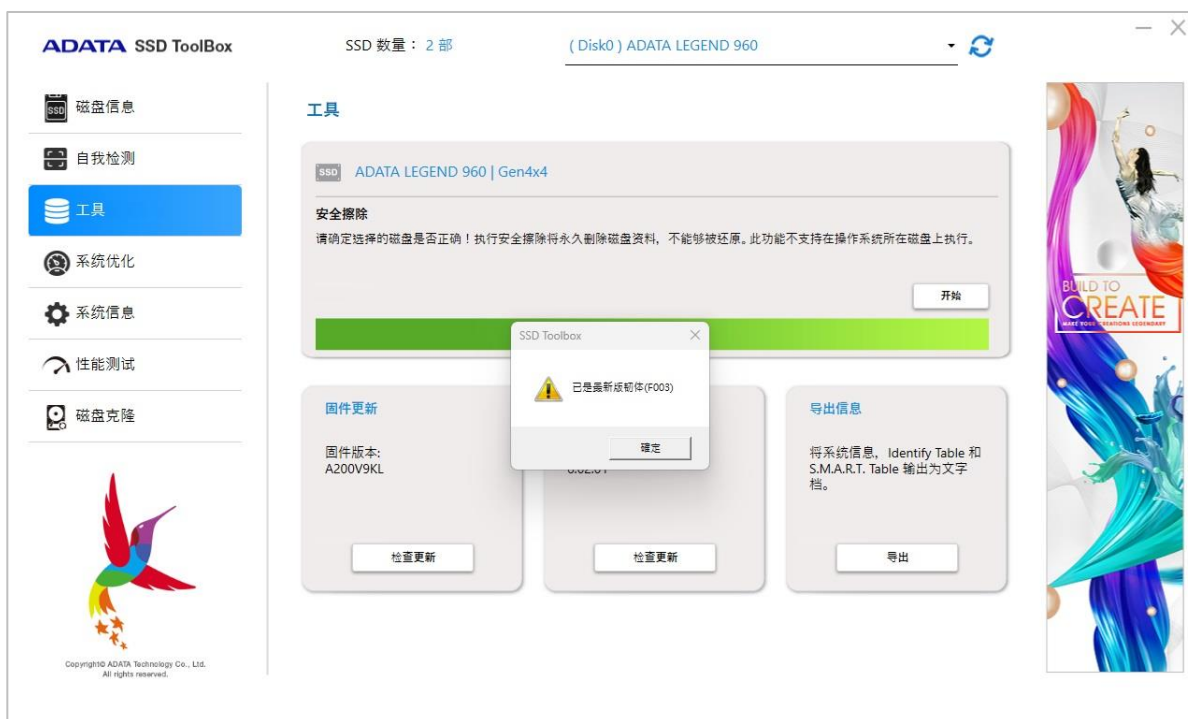 ADATA SSD ToolBox
SSD 数量： 2 部
( Disk0 ) ADATA LEGEND 960
SSD
磁盘信息
自我检测
工具
系统优化
系统信息
性能测试
磁盘克隆
Copyright© ADATA Technology Co., Ltd.
All rights reserved.
工具
SSD
ADATA LEGEND 960 | Gen4x4
安全擦除
请确定选择的磁盘是否正确！执行安全擦除将永久删除磁盘资料，不能够被还原。此功能不支持在操作系统所在磁盘上执行。
开始
SSD Toolbox
已是最新版韧体(F003)
確定
固件更新
固件版本:
A200V9KL
检查更新
检查更新
导出信息
将系统信息，Identify Table 和
S.M.A.R.T. Table 输出为文字
档。
导出
BUILD TO
CREATE
MAKE YOUR CREATIONS LEGENDARY